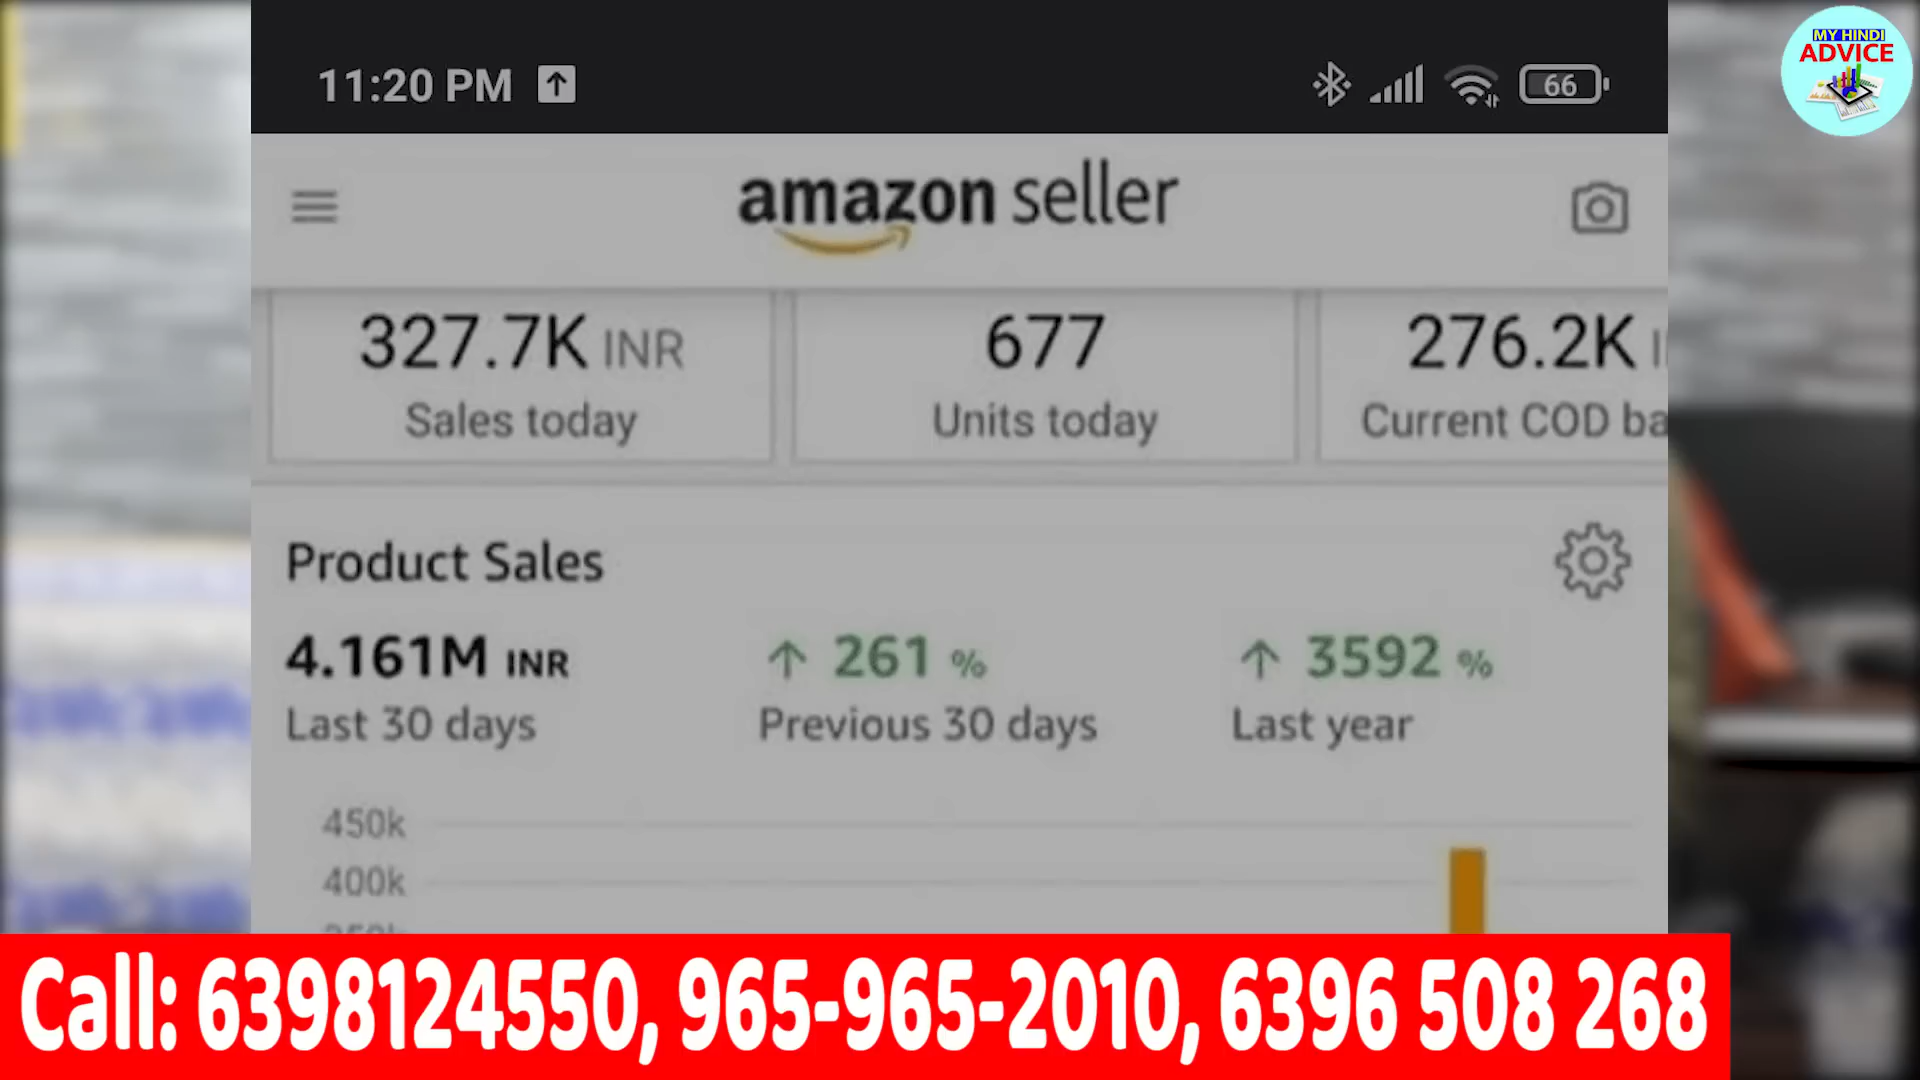 11:20 PM
66
MY HINDI
ADVICE
amazon seller
327.7K INR
Sales today
677
Units today
276.2K
Current COD ba
Product Sales
4.161M INR
Last 30 days
↑ 261 %
Previous 30 days
↑ 3592 %
Last year
450k
400k
Call: 6398124550, 965-965-2010, 6396 508 268